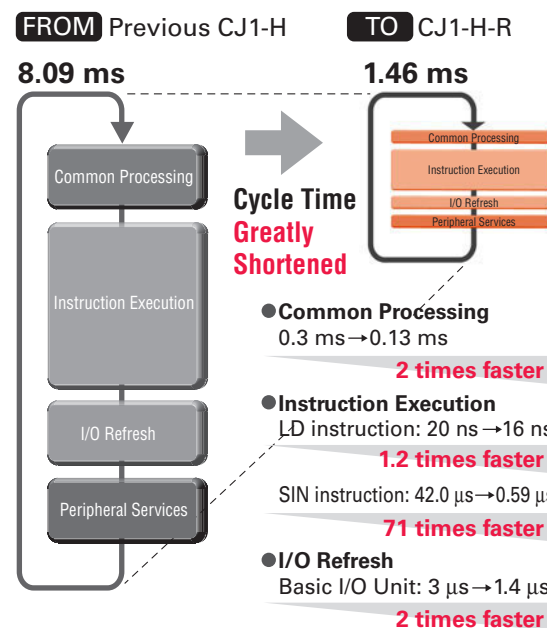 FROM Previous CJ1-H
TO CJ1-H-R
8.09 ms
1.46 ms
Common Processing
Instruction Execution
I/O Refresh
Peripheral Services
Cycle Time
Greatly
Shortened
Common Processing
Instruction Execution
I/O Refresh
Peripheral Services
●Common Processing
0.3 ms→0.13 ms
2 times faster
●Instruction Execution
LD instruction: 20 ns→16 ns
1.2 times faster
SIN instruction: 42.0 µs→0.59 µs
71 times faster
●I/O Refresh
Basic I/O Unit: 3 µs→1.4 µs
2 times faster